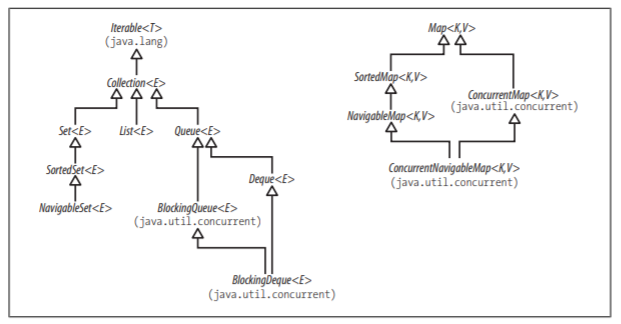 Iterable<T>
(java.lang)
Collection<E>
Set<E>
List<E>
Queue<E>
SortedSet<E>
Deque<E>
NavigableSet<E>
BlockingQueue<E>
(java.util.concurrent)
BlockingDeque<E>
(java.util.concurrent)
Map<K,V>
SortedMap<K,V>
ConcurrentMap<K,V>
(java.util.concurrent)
NavigableMap<K,V>
ConcurrentNavigableMap<K,V>
(java.util.concurrent)